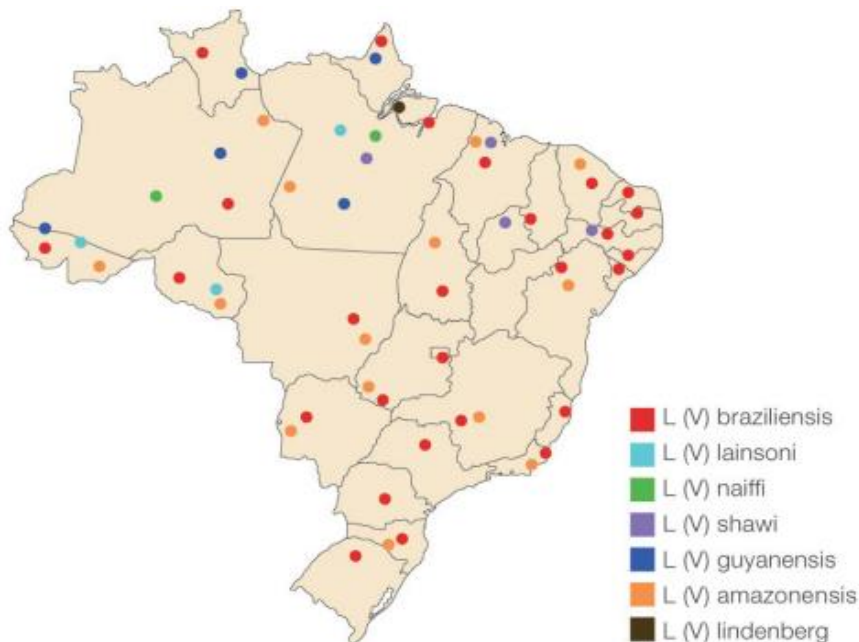 L (V) braziliensis
L (V) lainsoni
L (V) naiffi
L (V) shawi
L (V) guyanensis
L (V) amazonensis
L (V) lindenberg